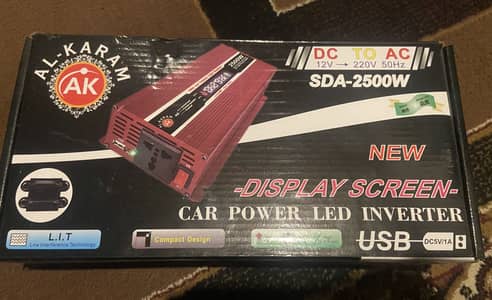 AL-KARAM
AK
2500W
DC TO AC
12V → 220V 50Hz
SDA-2500W
NEW
-DISPLAY SCREEN-
CAR POWER LED INVERTER
L.I.T
Low Interference Technology
Compact Design
USB
DC5V/1A